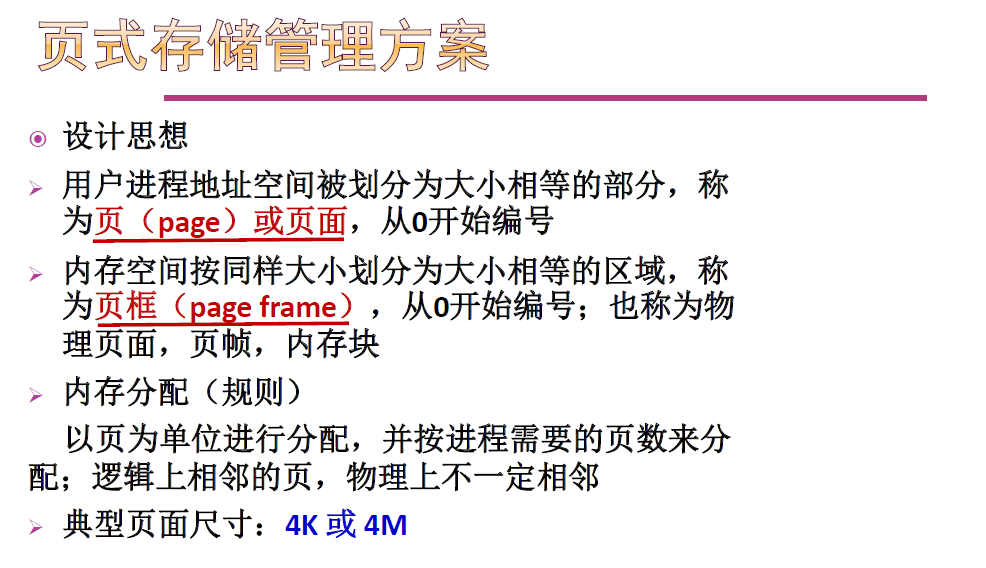 页式存储管理方案
设计思想
用户进程地址空间被划分为大小相等的部分，称
为页（page）或页面，从0开始编号
内存空间按同样大小划分为大小相等的区域，称
为页框（page frame），从0开始编号；也称为物
理页面，页帧，内存块
内存分配（规则）
以页为单位进行分配，并按进程需要的页数来分
配；逻辑上相邻的页，物理上不一定相邻
典型页面尺寸：4K 或 4M